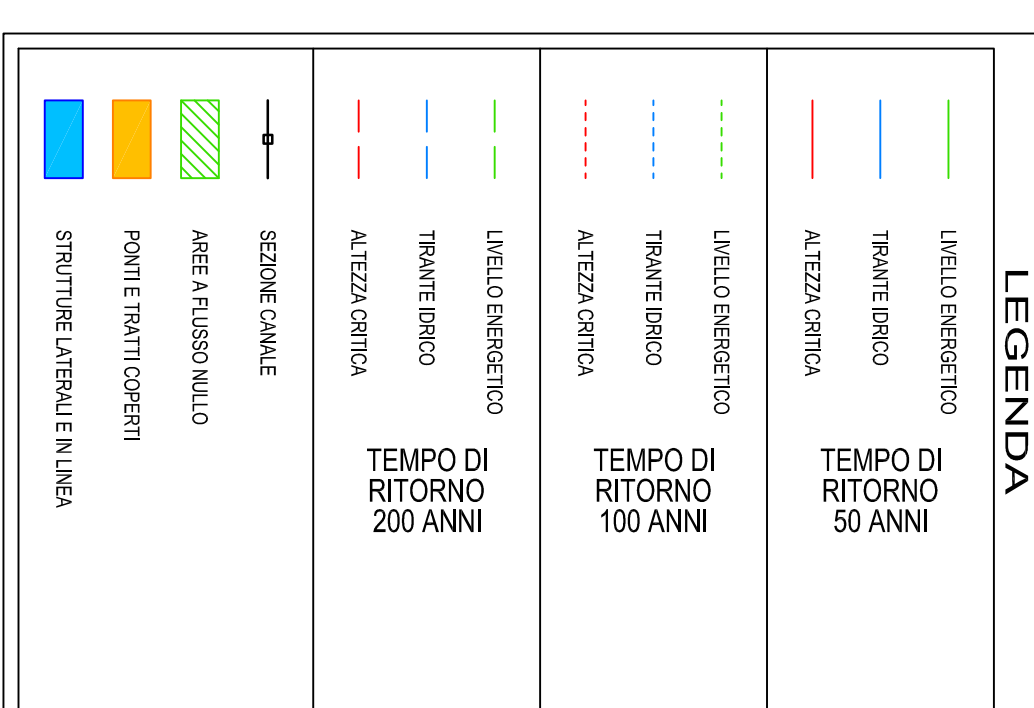 LEGENDA
LIVELLO ENERGETICO
TIRANTE IDRICO
ALTEZZA CRITICA
TEMPO DI
RITORNO
50 ANNI
LIVELLO ENERGETICO
TIRANTE IDRICO
ALTEZZA CRITICA
TEMPO DI
RITORNO
100 ANNI
LIVELLO ENERGETICO
TIRANTE IDRICO
ALTEZZA CRITICA
TEMPO DI
RITORNO
200 ANNI
SEZIONE CANALE
AREE A FLUSSO NULLO
PONTI E TRATTI COPERTI
STRUTTURE LATERALI E IN LINEA